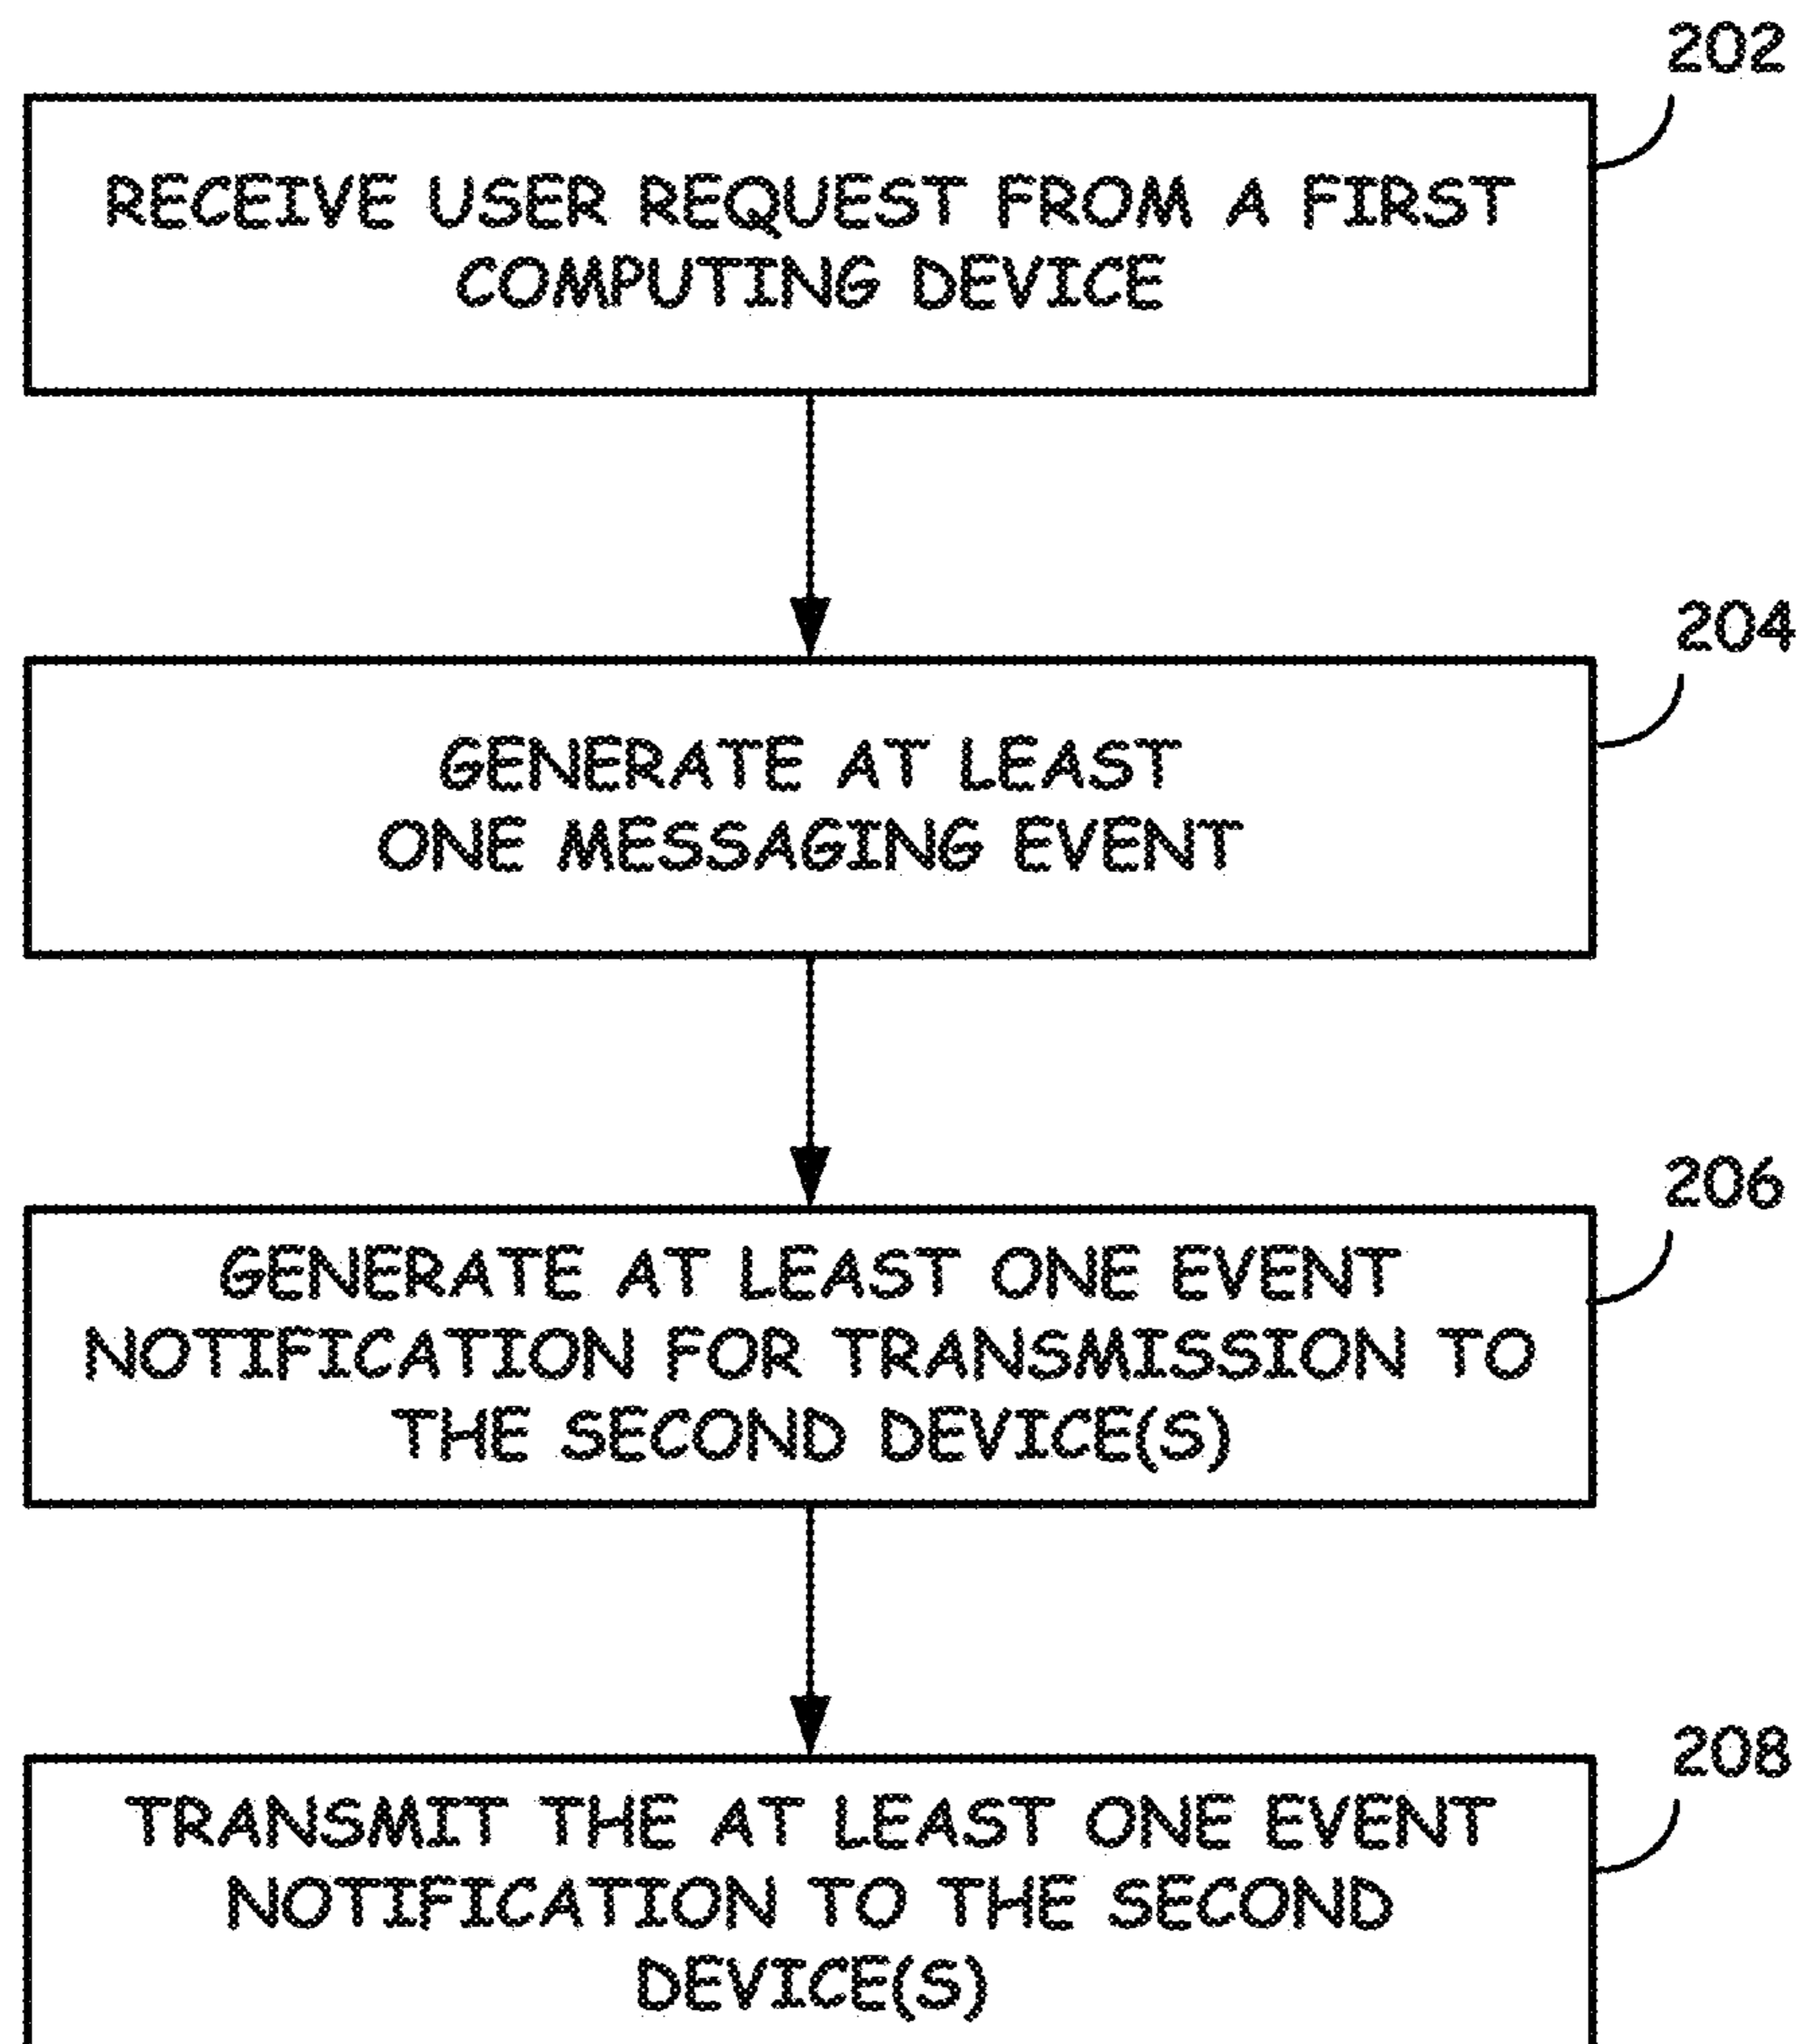 202
RECEIVE USER REQUEST FROM A FIRST
COMPUTING DEVICE
204
GENERATE AT LEAST
ONE MESSAGING EVENT
206
GENERATE AT LEAST ONE EVENT
NOTIFICATION FOR TRANSMISSION TO
THE SECOND DEVICE(S)
208
TRANSMIT THE AT LEAST ONE EVENT
NOTIFICATION TO THE SECOND
DEVICE(S)